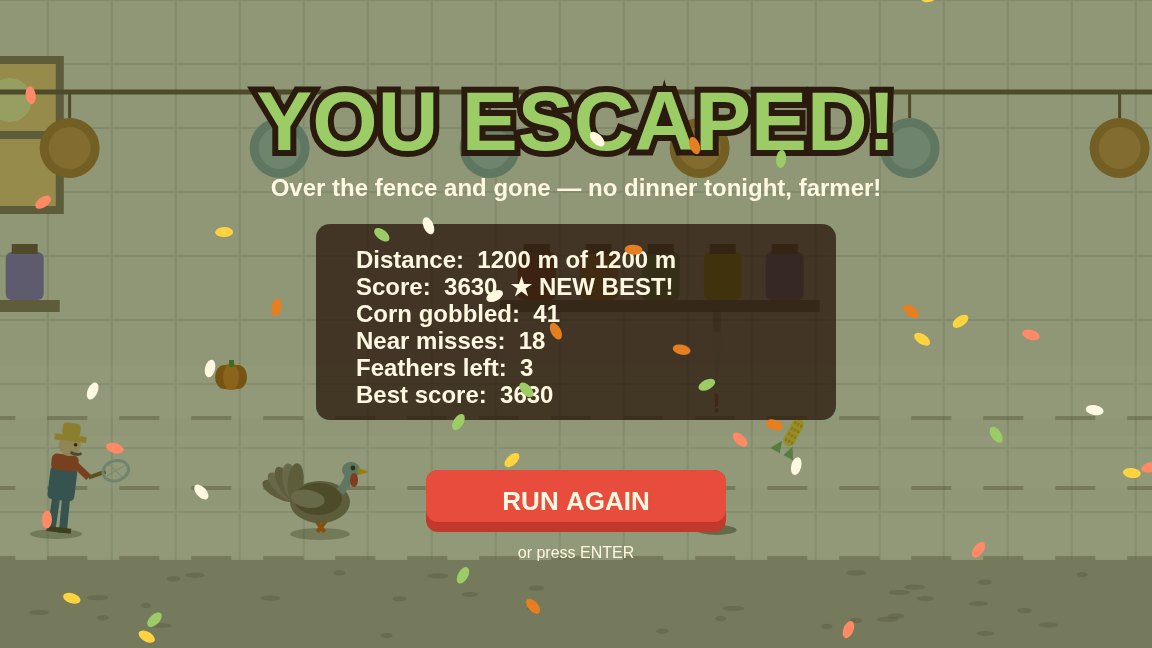 YOU ESCAPED!
Over the fence and gone — no dinner tonight, farmer!
Distance: 1200 m of 1200 m
Score: 3630 ★ NEW BEST!
Corn gobbled: 41
Near misses: 18
Feathers left: 3
Best score: 3630
!
RUN AGAIN
or press ENTER